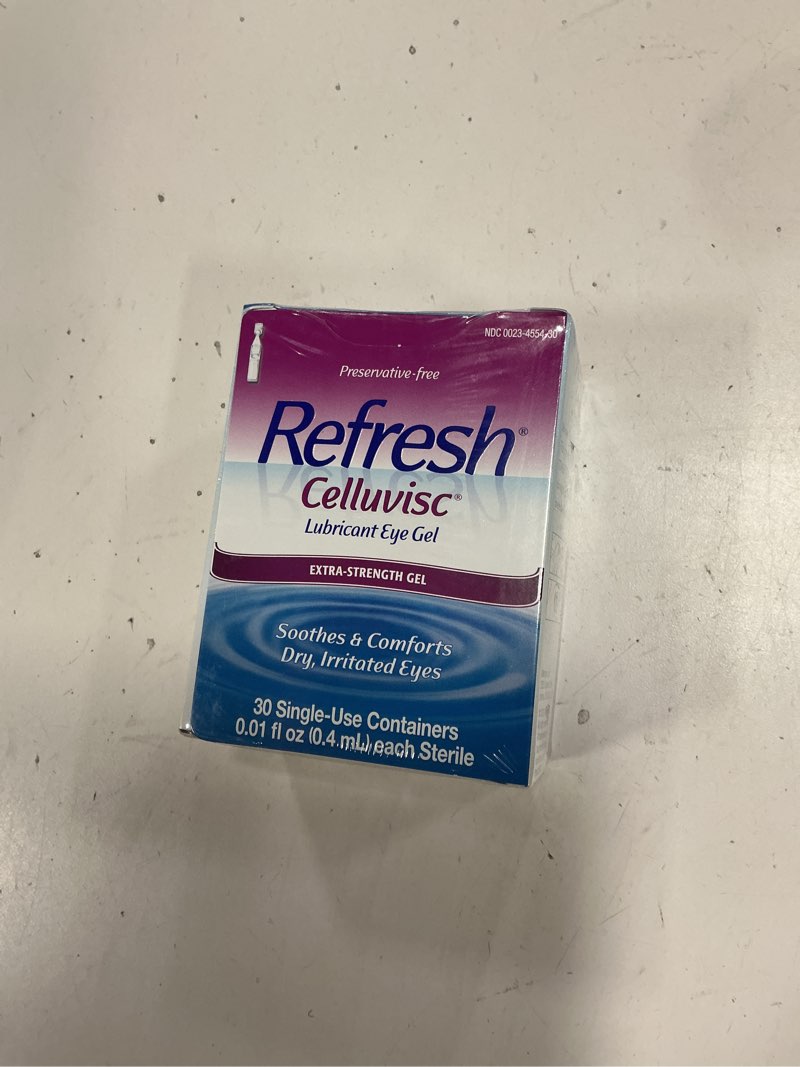 NDC 0023-4554-30
Preservative-free
Refresh®
Celluvisc®
Lubricant Eye Gel
EXTRA-STRENGTH GEL
Soothes & Comforts
Dry, Irritated Eyes
30 Single-Use Containers
0.01 fl oz (0.4 mL) each Sterile